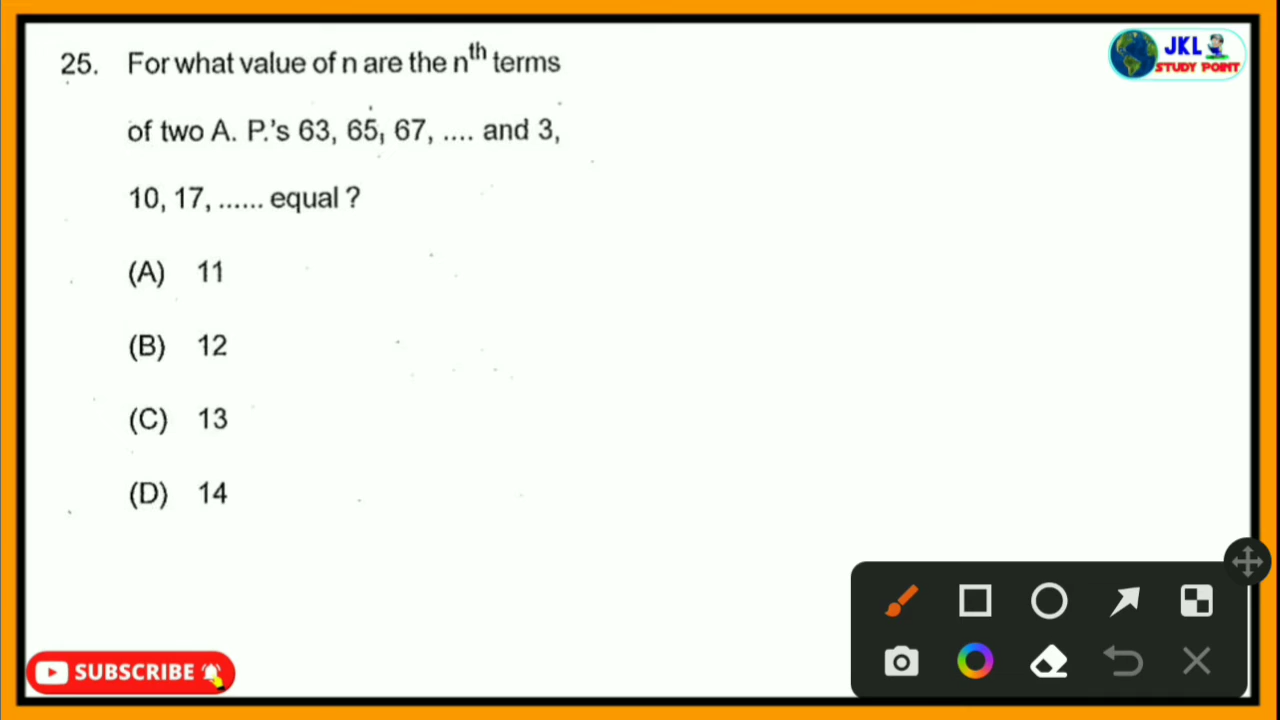 JKL
STUDY POINT
25. For what value of n are the nth terms
of two A. P.'s 63, 65, 67, .... and 3,
10, 17, ...... equal ?
(A) 11
(B) 12
(C) 13
(D) 14
SUBSCRIBE